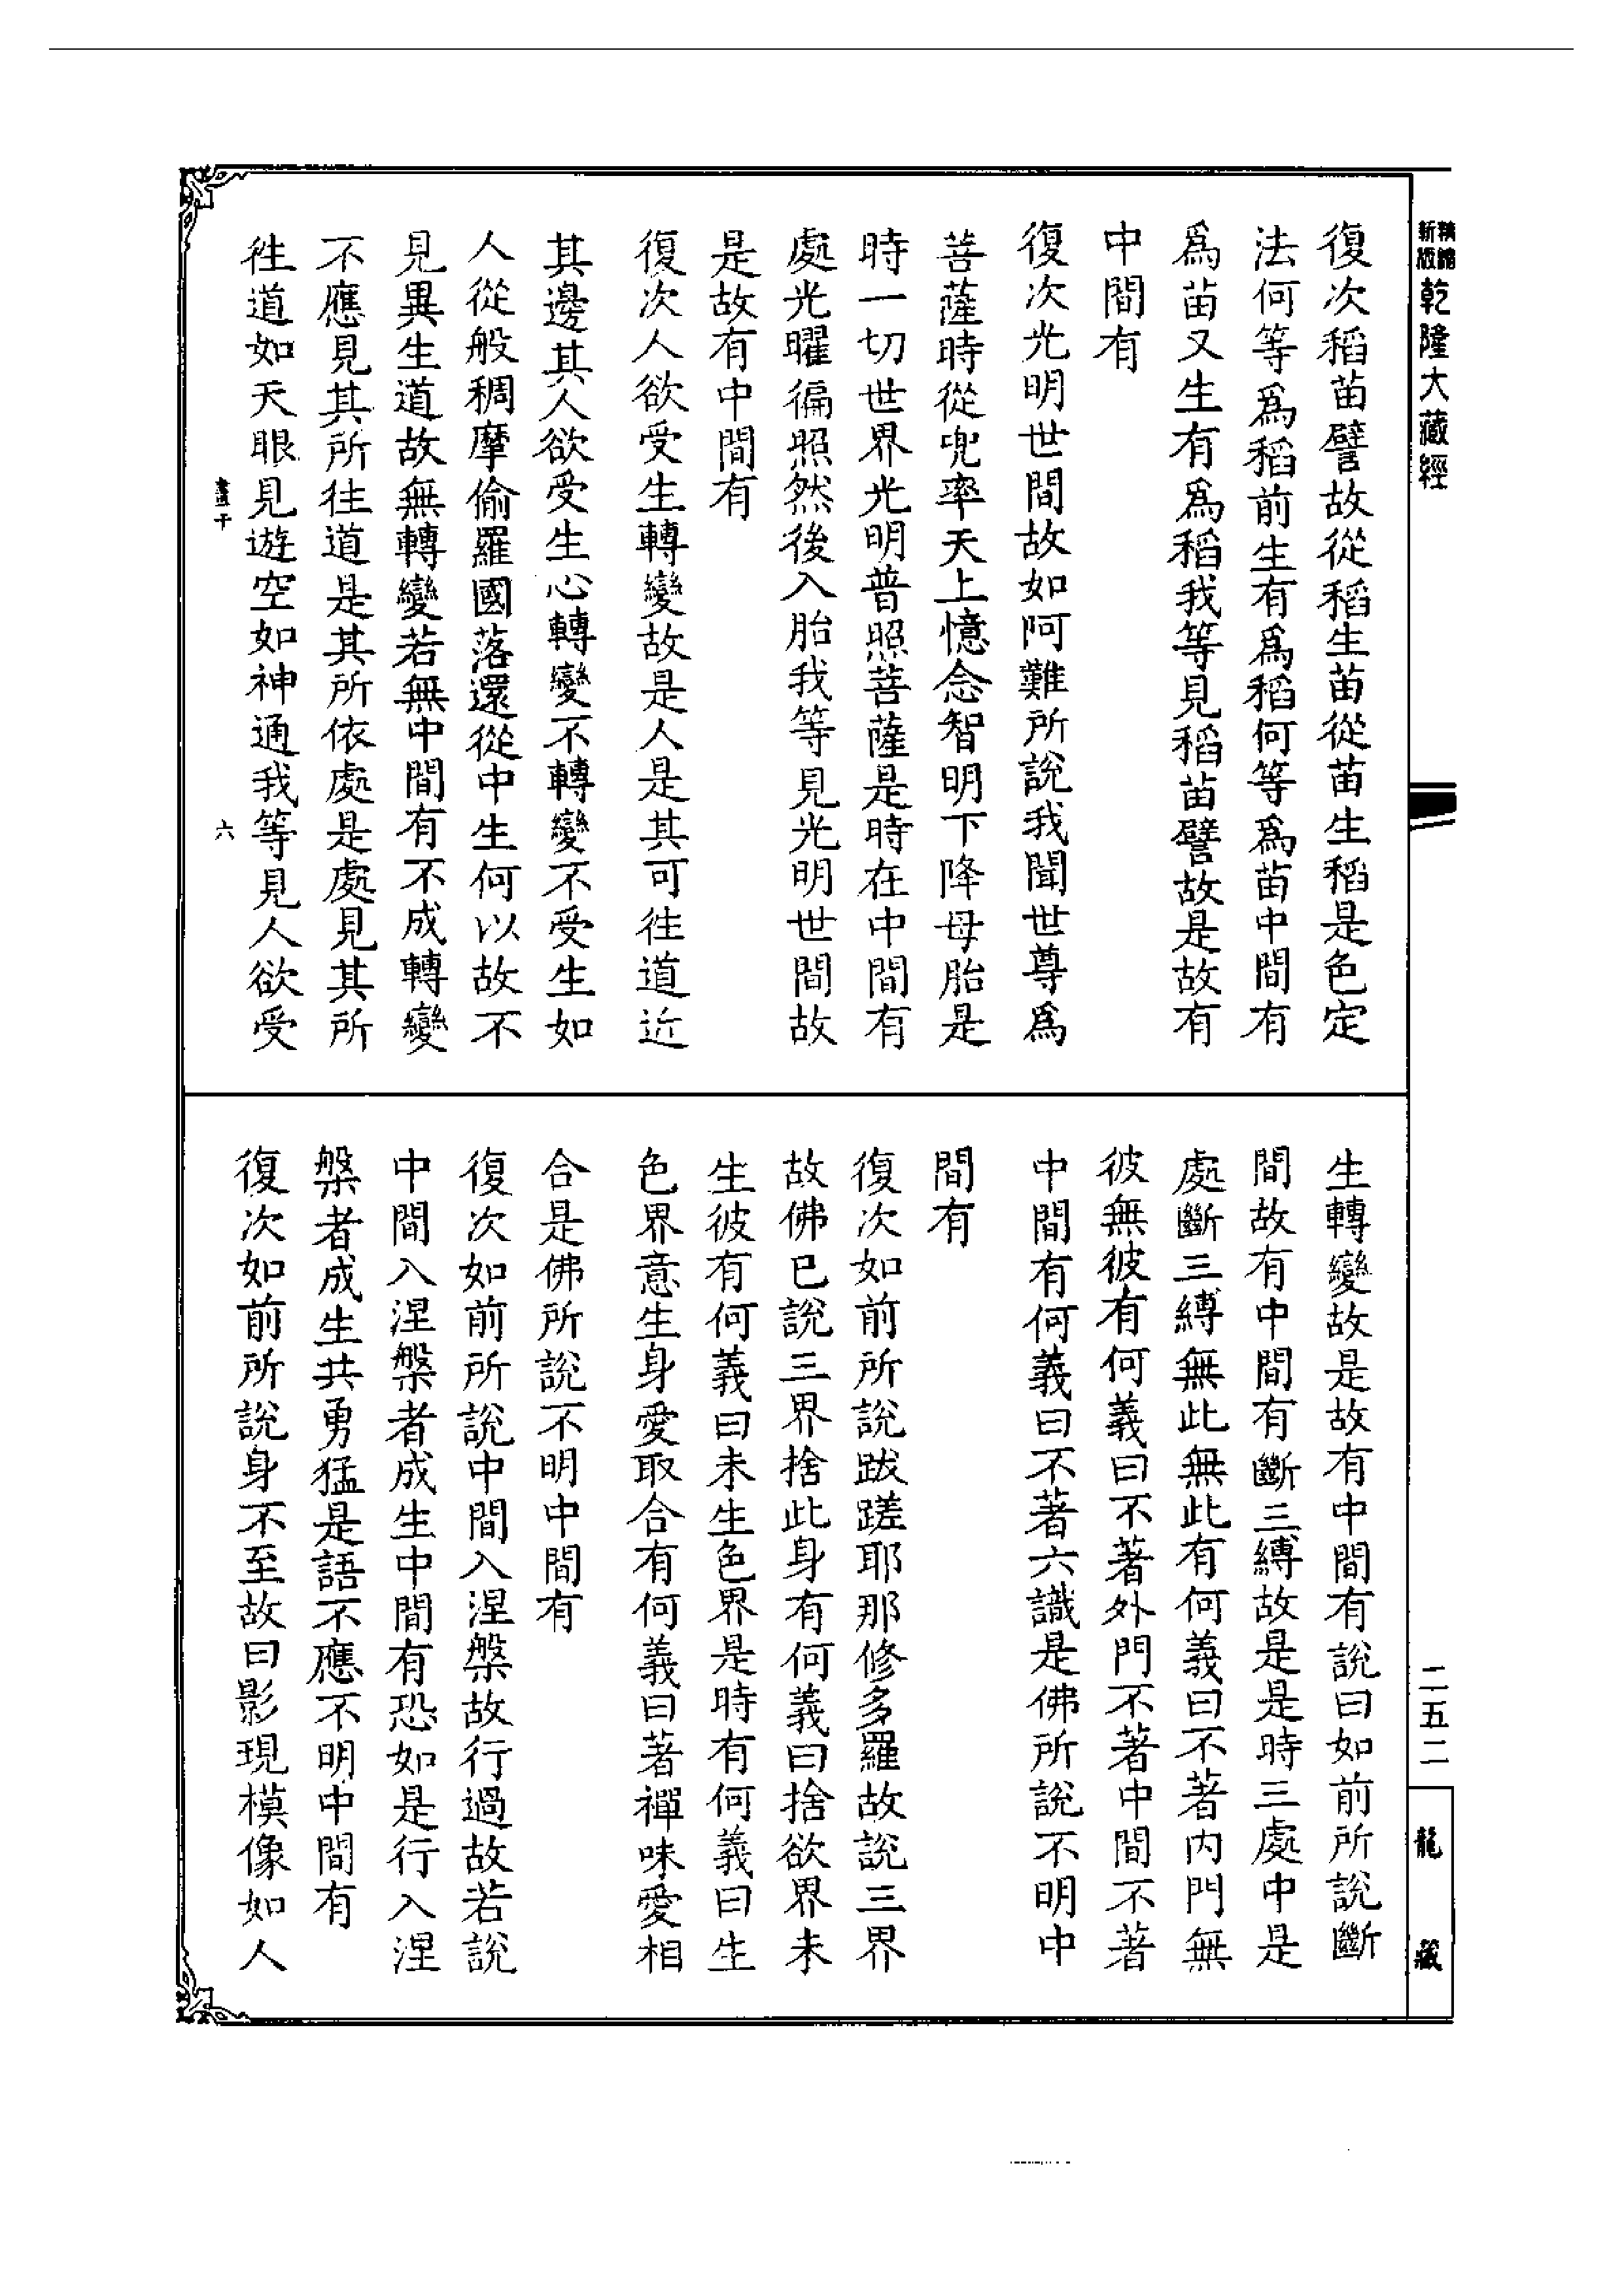 新版
精縮
乾隆大藏經
復次稻苗譬故從稻生苗從苗生稻是色定
法何等爲稻前生有爲稻何等爲苗中間有
爲苗又生有爲稻我等見稻苗譬故是故有
中間有
復次光明世間故如阿難所說我聞世尊爲
菩薩時從兜率天上憶念智明下降母胎是
時一切世界光明普照菩薩是時在中間有
處光曜徧照然後入胎我等見光明世間故
是故有中間有
復次人欲受生轉變故是人是其可往道近
其邊其人欲受生心轉變不轉變不受生如
人從般稠摩偷羅國落還從中生何以故不
見異生道故無轉變若無中間有不成轉變
不應見其所往道是其所依處是處見其所
往道如天眼見遊空如神通我等見人欲受
六
生轉變故是故有中間有說曰如前所說斷
間故有中間有斷三縛故是是時三處中是
處斷三縛無此無此有何義曰不著內門無
彼無彼有何義曰不著外門不著中間不著
中間有何義曰不著六識是佛所說不明中
間有
復次如前所說跋蹉耶那修多羅故說三界
故佛已說三界捨此身有何義曰捨欲界未
生彼有何義曰未生色界是時有何義曰生
色界意生身愛取合有何義曰著禪味愛相
合是佛所說不明中間有
復次如前所說中間入涅槃故行過故若說
中間入涅槃者成生中間有恐如是行入涅
槃者成生共勇猛是語不應不明中間有
復次如前所說身不至故曰影現模像如人
二五二
龍藏